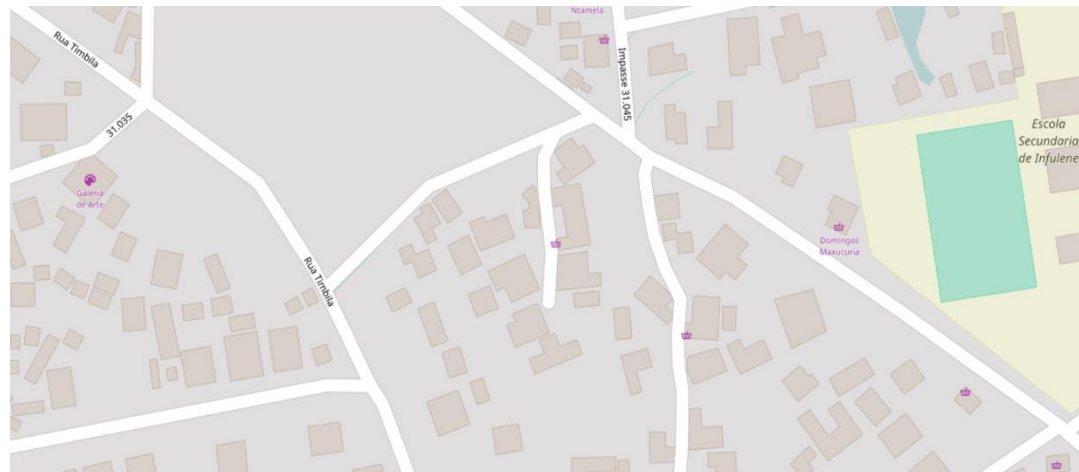 Ntamela
Rua Timbila
Impasse 31.045
31.035
Escola
Secundaria
de Infulene
Galeria
de Arte
Domingos
Maxucuria
Rua Timbila